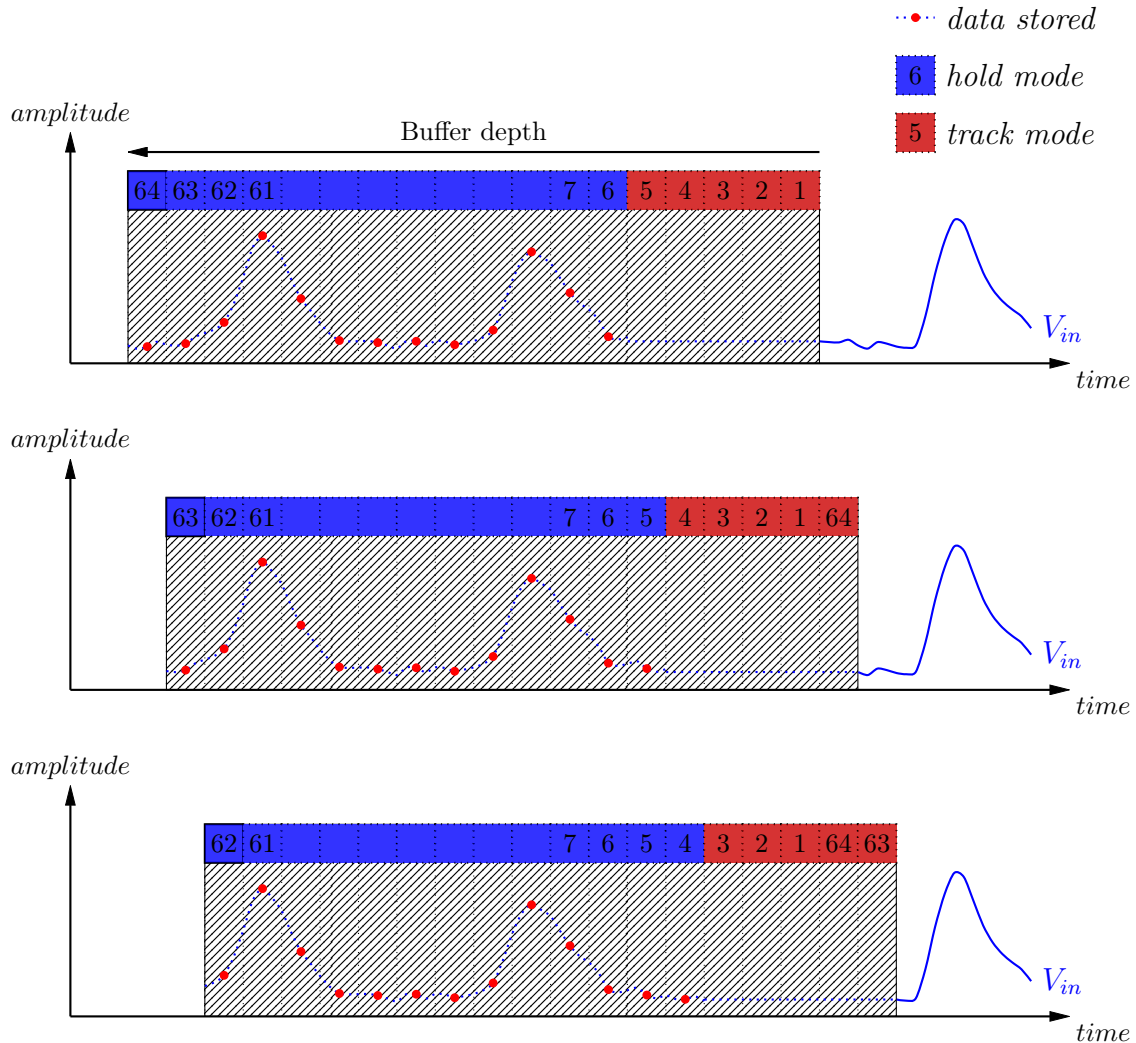 data stored
6 hold mode
5 track mode
amplitude
Buffer depth
64 63 62 61 7 6 5 4 3 2 1
V_in
time
amplitude
63 62 61 7 6 5 4 3 2 1 64
V_in
time
amplitude
62 61 7 6 5 4 3 2 1 64 63
V_in
time